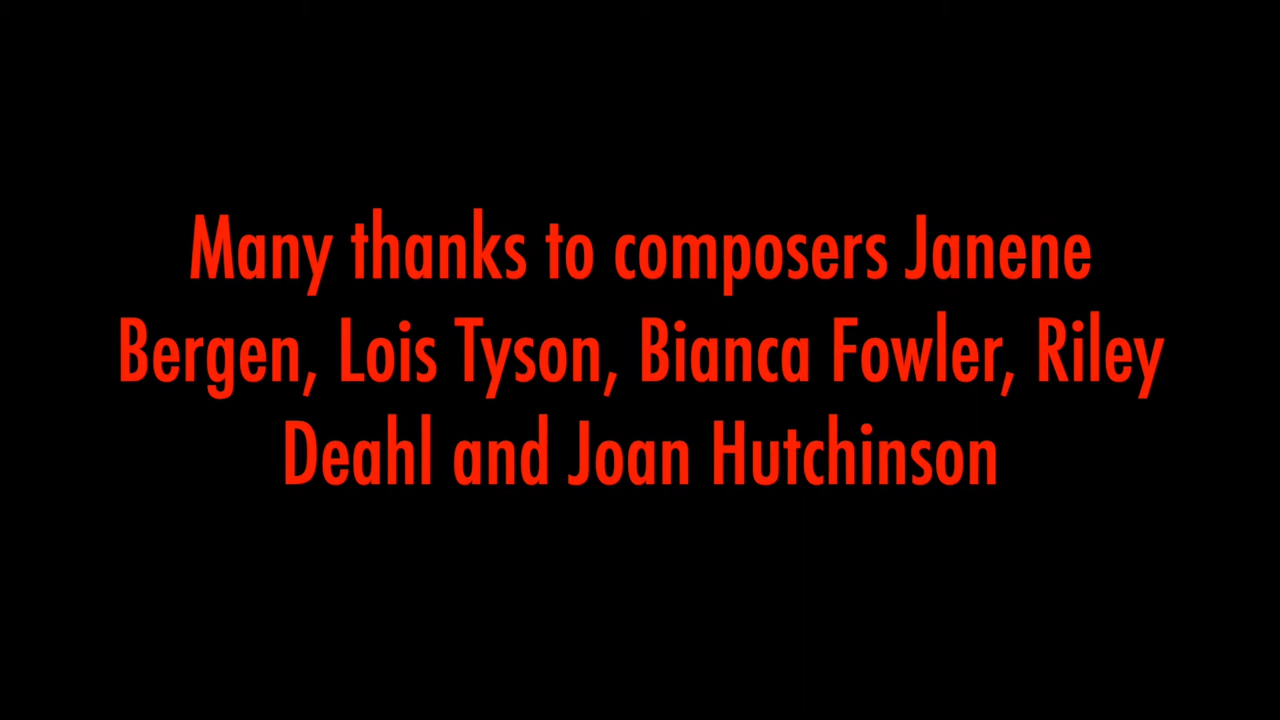 Many thanks to composers Janene
Bergen, Lois Tyson, Bianca Fowler, Riley
Deahl and Joan Hutchinson